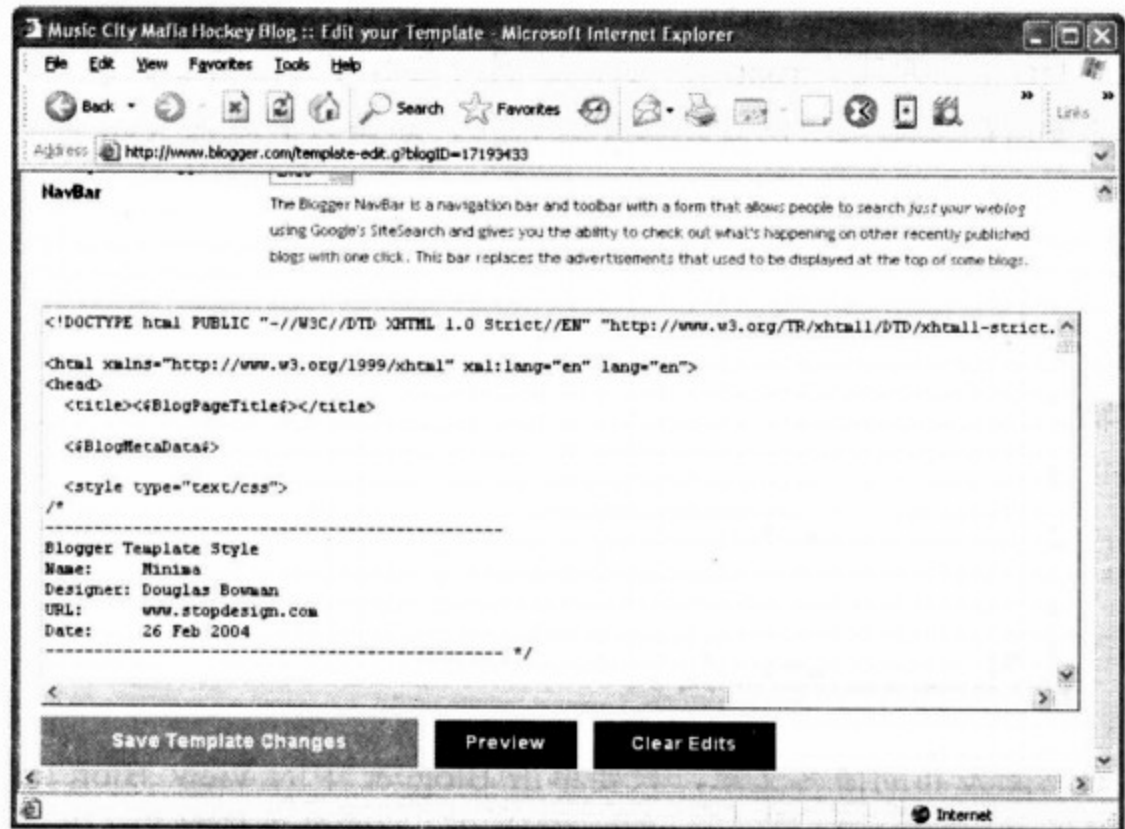 Music City Mafia Hockey Blog :: Edit your Template - Microsoft Internet Explorer
File Edit View Favorites Tools Help
Back Search Favorites » Links »
Address http://www.blogger.com/template-edit.g?blogID=17193433
NavBar
The Blogger NavBar is a navigation bar and toolbar with a form that allows people to search just your weblog
using Google's SiteSearch and gives you the ability to check out what's happening on other recently published
blogs with one click. This bar replaces the advertisements that used to be displayed at the top of some blogs.
<!DOCTYPE html PUBLIC "-//W3C//DTD XHTML 1.0 Strict//EN" "http://www.w3.org/TR/xhtml1/DTD/xhtml1-strict.
<html xmlns="http://www.w3.org/1999/xhtml" xml:lang="en" lang="en">
<head>
<title><$BlogPageTitle$></title>
<$BlogMetaData$>
<style type="text/css">
/*
-----------------------------------------------
Blogger Template Style
Name: Minima
Designer: Douglas Bowman
URL: www.stopdesign.com
Date: 26 Feb 2004
----------------------------------------------- */
Save Template Changes Preview Clear Edits
Internet